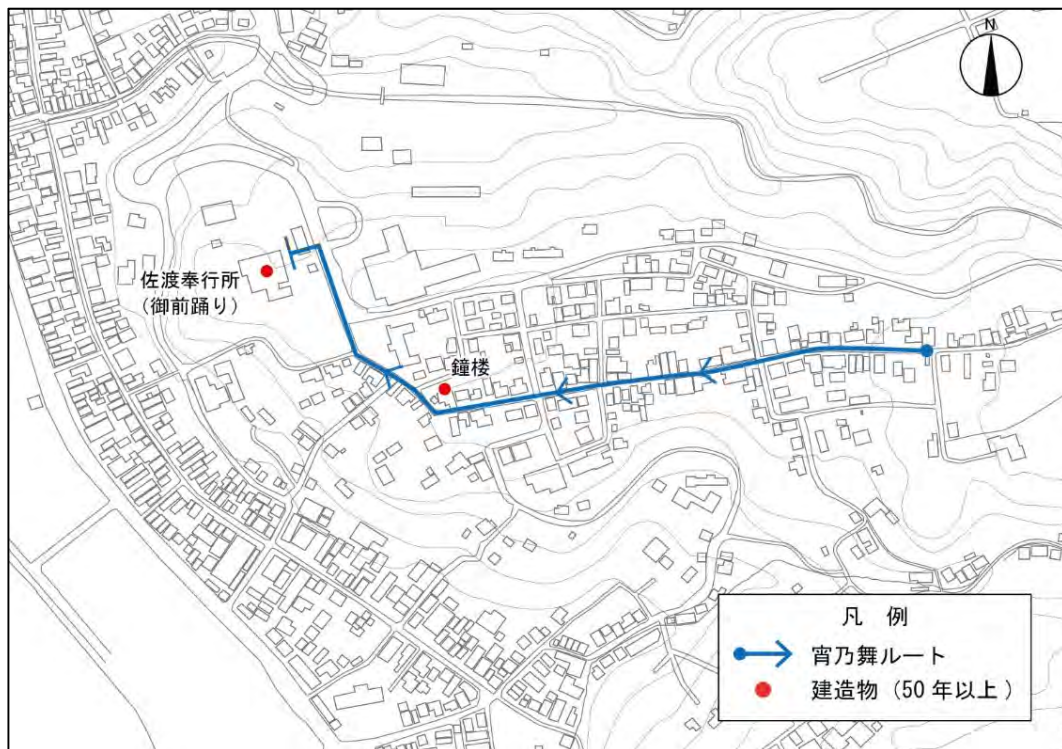 N
佐渡奉行所
（御前踊り）
鐘楼
凡 例
宵乃舞ルート
建造物（50 年以上）